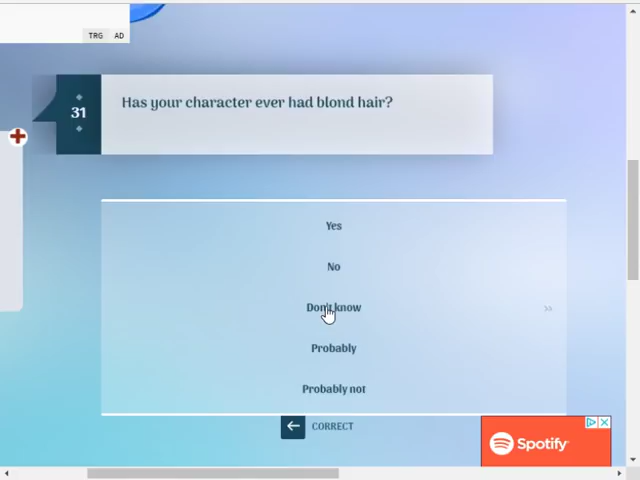 TRG AD
31
Has your character ever had blond hair?
Yes
No
Don't know
Probably
Probably not
CORRECT
Spotify